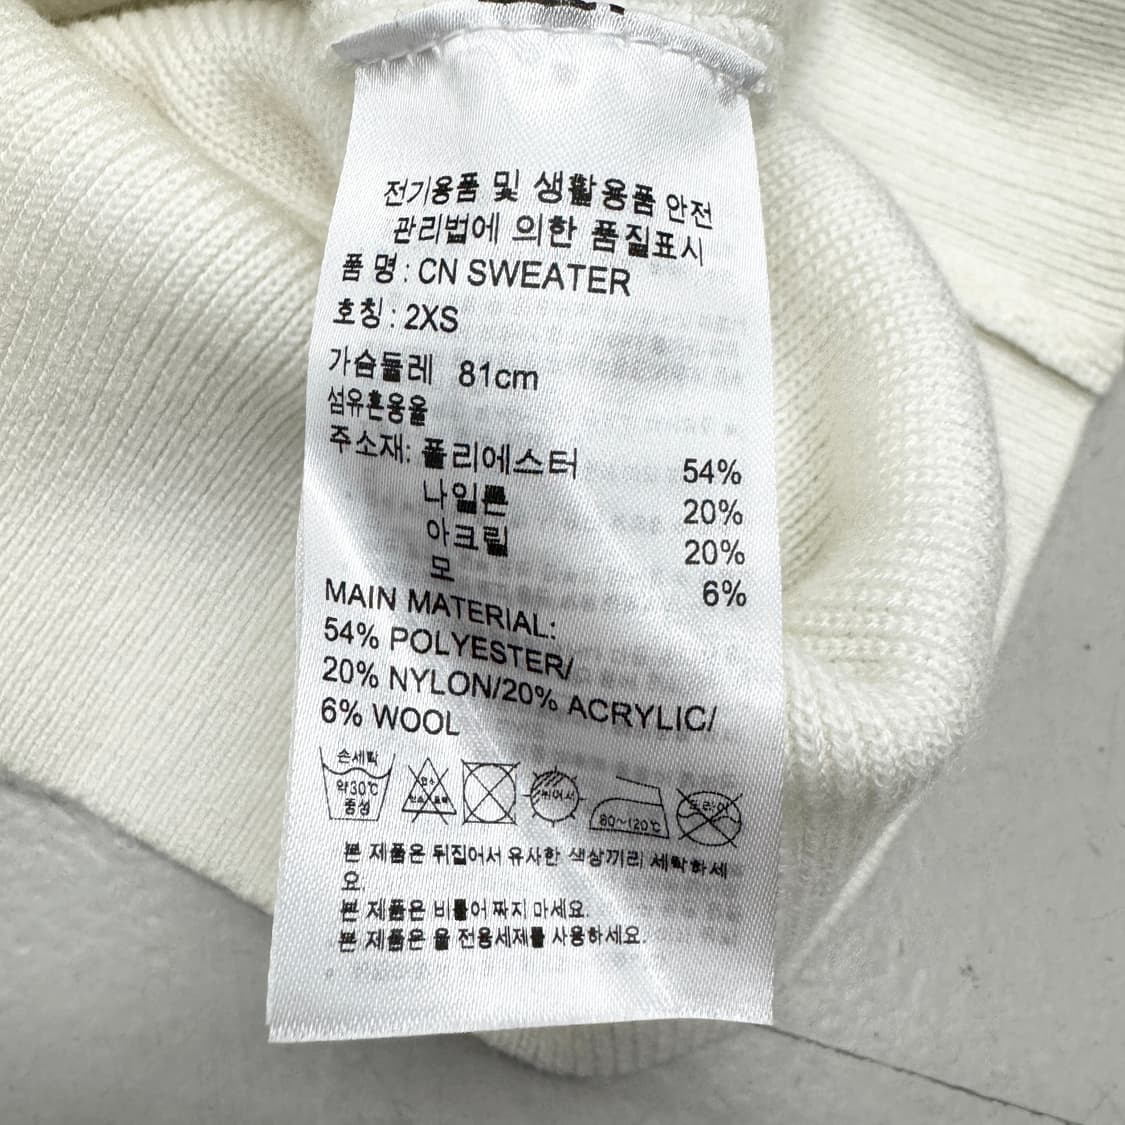 전기용품 및 생활용품 안전
관리법에 의한 품질표시
품 명 : CN SWEATER
호칭 : 2XS
가슴둘레 81cm
섬유혼용율
주소재: 폴리에스터 54%
나일론 20%
아크릴 20%
모 6%
MAIN MATERIAL:
54% POLYESTER/
20% NYLON/20% ACRYLIC/
6% WOOL
손세탁
약30℃
중성
뉘어서
80~120℃
드라이
본 제품은 뒤집어서 유사한 색상끼리 세탁하세
요.
본 제품은 비틀어 짜지 마세요.
본 제품은 울 전용세제를 사용하세요.